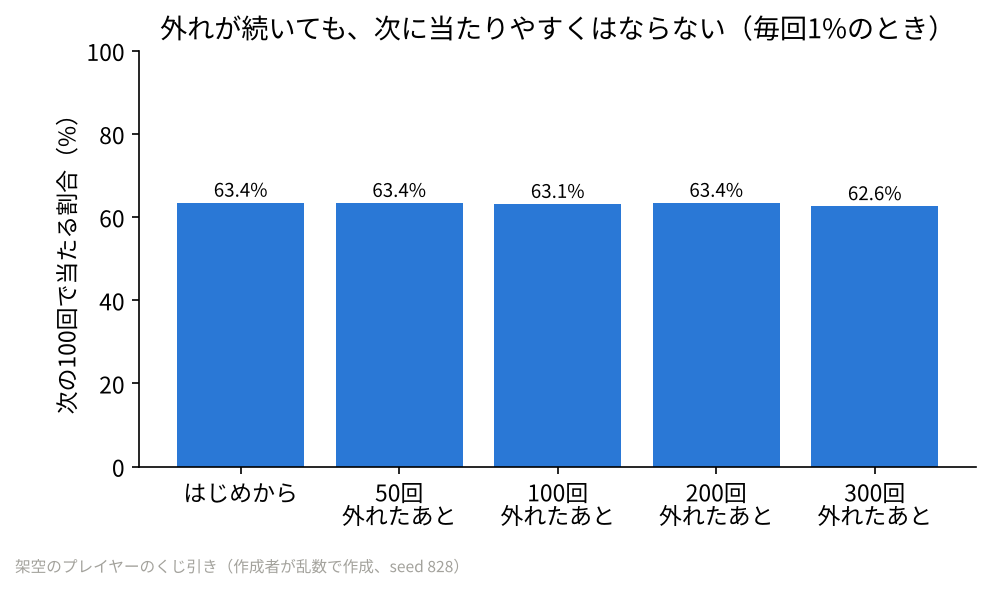 外れが続いても、次に当たりやすくはならない（毎回1%のとき）
次の100回で当たる割合（%）
100
80
60
40
20
0
63.4%
63.4%
63.1%
63.4%
62.6%
はじめから
50回
外れたあと
100回
外れたあと
200回
外れたあと
300回
外れたあと
架空のプレイヤーのくじ引き（作成者が乱数で作成、seed 828）